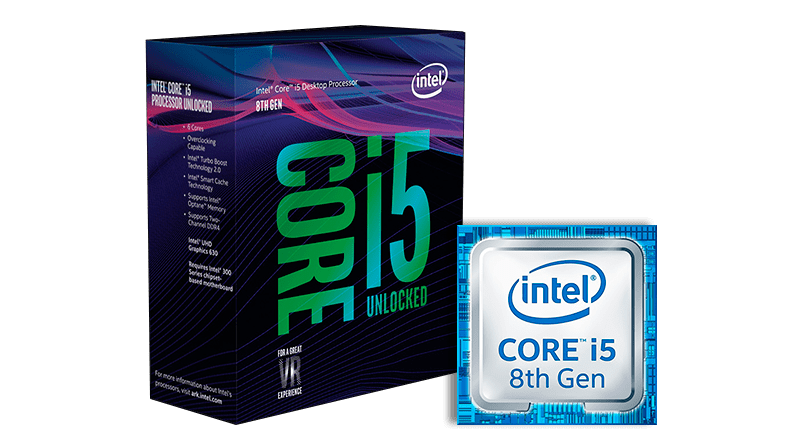 INTEL® CORE™ i5
PROCESSOR UNLOCKED
• 6 Cores
• Overclocking
Capable
• Intel® Turbo Boost
Technology 2.0
• Intel® Smart Cache
Technology
• Supports Intel®
Optane™ Memory
• Supports Two-
Channel DDR4
Intel® UHD
Graphics 630
Requires Intel® 300
Series chipset-
based motherboard
For more information about Intel's
processors, visit ark.intel.com
Intel® Core™ i5 Desktop Processor
8TH GEN
intel®
CORE i5
UNLOCKED
FOR A GREAT
VR
EXPERIENCE
intel®
CORE™ i5
8th Gen